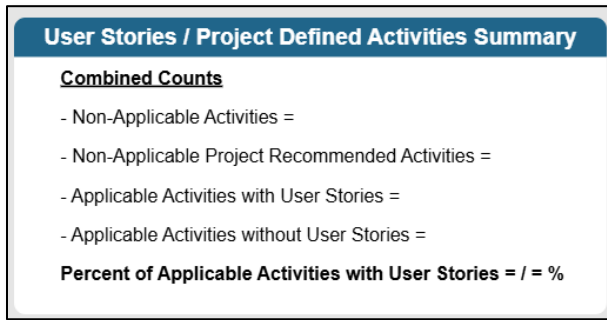 User Stories / Project Defined Activities Summary
Combined Counts
- Non-Applicable Activities =
- Non-Applicable Project Recommended Activities =
- Applicable Activities with User Stories =
- Applicable Activities without User Stories =
Percent of Applicable Activities with User Stories = / = %